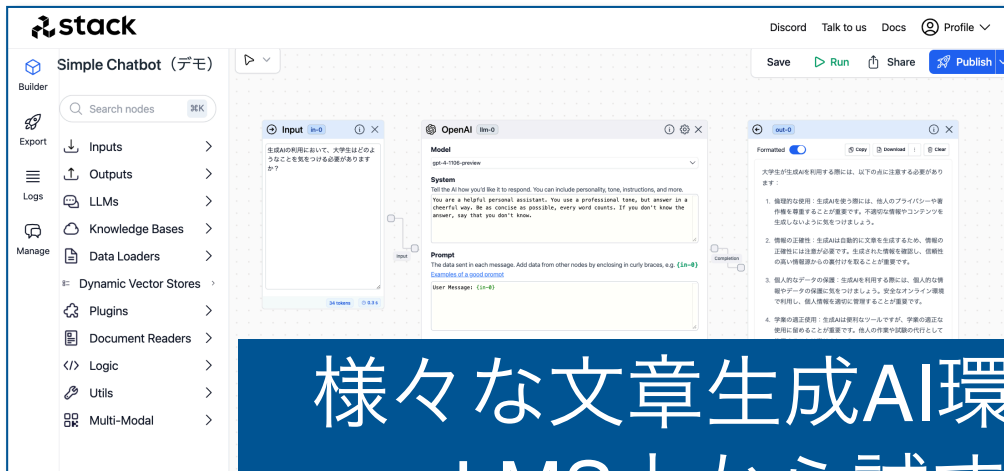 stack
Discord Talk to us Docs Profile
Builder
Export
Logs
Manage
Simple Chatbot（デモ）
Search nodes ⌘K
Inputs
Outputs
LLMs
Knowledge Bases
Data Loaders
Dynamic Vector Stores
Plugins
Document Readers
Logic
Utils
Multi-Modal
Save Run Share Publish
Input in-0
生成AIの利用において、大学生はどのよ
うなことを気をつける必要があります
か？
34 tokens 0.0 s
Input
OpenAI llm-0
Model
gpt-4-1106-preview
System
Tell the AI how you'd like it to respond. You can include personality, tone, instructions, and more.
You are a helpful personal assistant. You use a professional tone, but answer in a
cheerful way. Be as concise as possible, every word counts. If you don't know the
answer, say that you don't know.
Prompt
The data sent in each message. Add data from other nodes by enclosing in curly braces, e.g. {in-0}
Examples of a good prompt
User Message: {in-0}
Completion
out-0
Formatted Copy Download Clear
大学生が生成AIを利用する際には、以下の点に注意する必要があり
ます：
1. 倫理的な使用：生成AIを使う際には、他人のプライバシーや著
作権を尊重することが重要です。不適切な情報やコンテンツを
生成しないように気をつけましょう。
2. 情報の正確性：生成AIは自動的に文章を生成するため、情報の
正確性には注意が必要です。生成された情報を確認し、信頼性
の高い情報源からの裏付けを取ることが重要です。
3. 個人的なデータの保護：生成AIを利用する際には、個人的な情
報やデータの保護に気をつけましょう。安全なオンライン環境
で利用し、個人情報を適切に管理することが重要です。
4. 学業の適正使用：生成AIは便利なツールですが、学業の適正な
使用に留めることが重要です。他人の作業や試験の代行として
様々な文章生成AI環
LMS上から試す